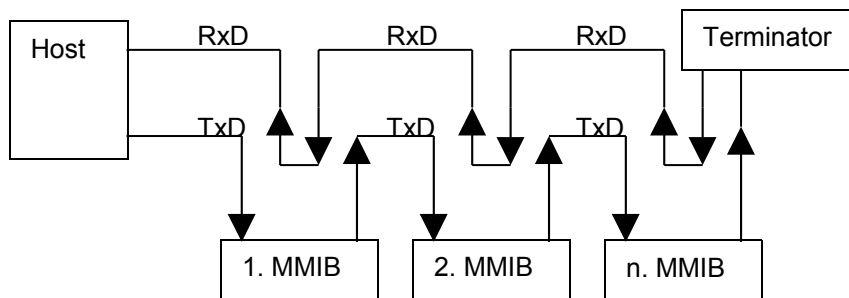 Host
RxD
RxD
RxD
Terminator
TxD
TxD
TxD
1. MMIB
2. MMIB
n. MMIB